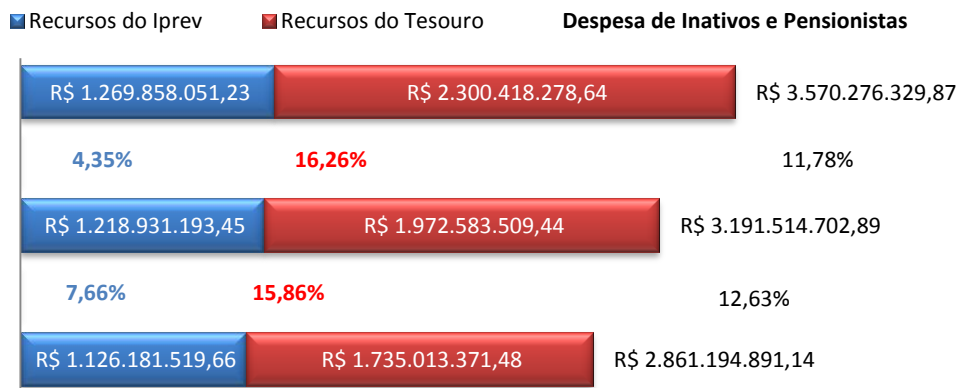 Recursos do Iprev Recursos do Tesouro Despesa de Inativos e Pensionistas
R$ 1.269.858.051,23 R$ 2.300.418.278,64 R$ 3.570.276.329,87
4,35% 16,26% 11,78%
R$ 1.218.931.193,45 R$ 1.972.583.509,44 R$ 3.191.514.702,89
7,66% 15,86% 12,63%
R$ 1.126.181.519,66 R$ 1.735.013.371,48 R$ 2.861.194.891,14